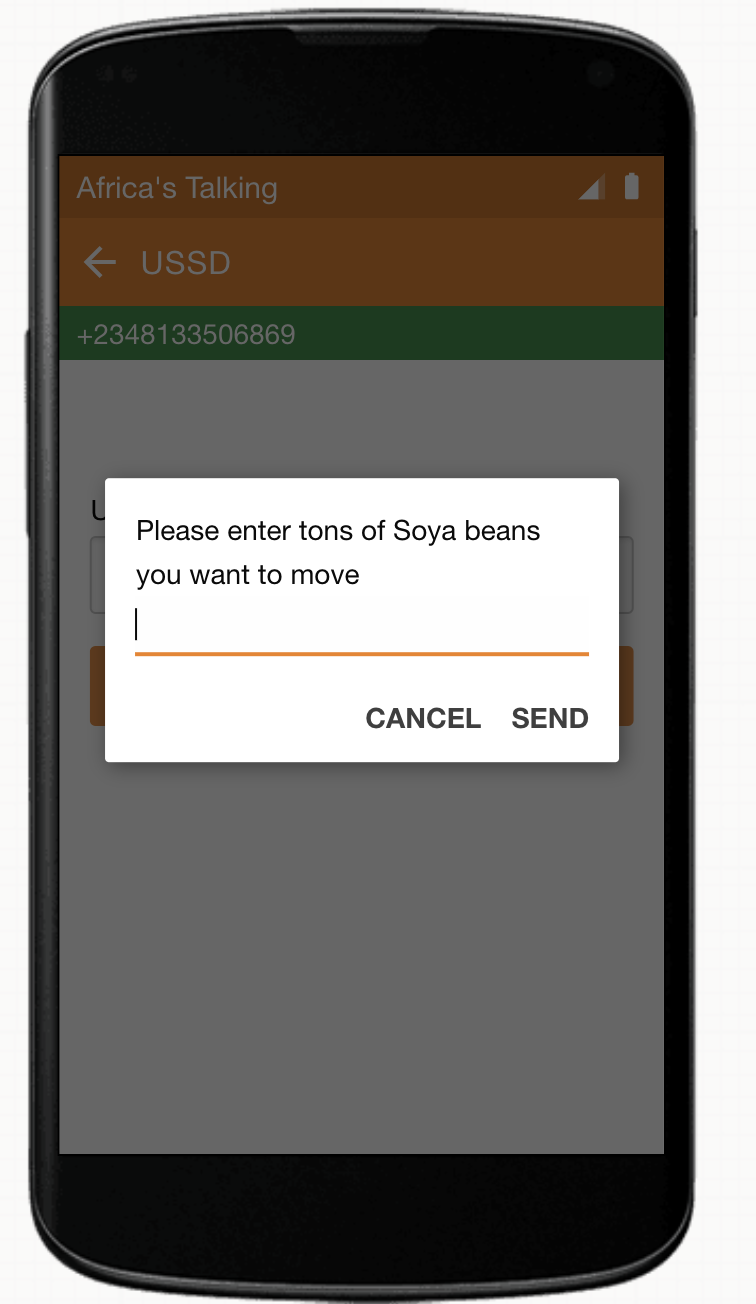 Africa's Talking
USSD
+2348133506869
Please enter tons of Soya beans
you want to move
CANCEL SEND